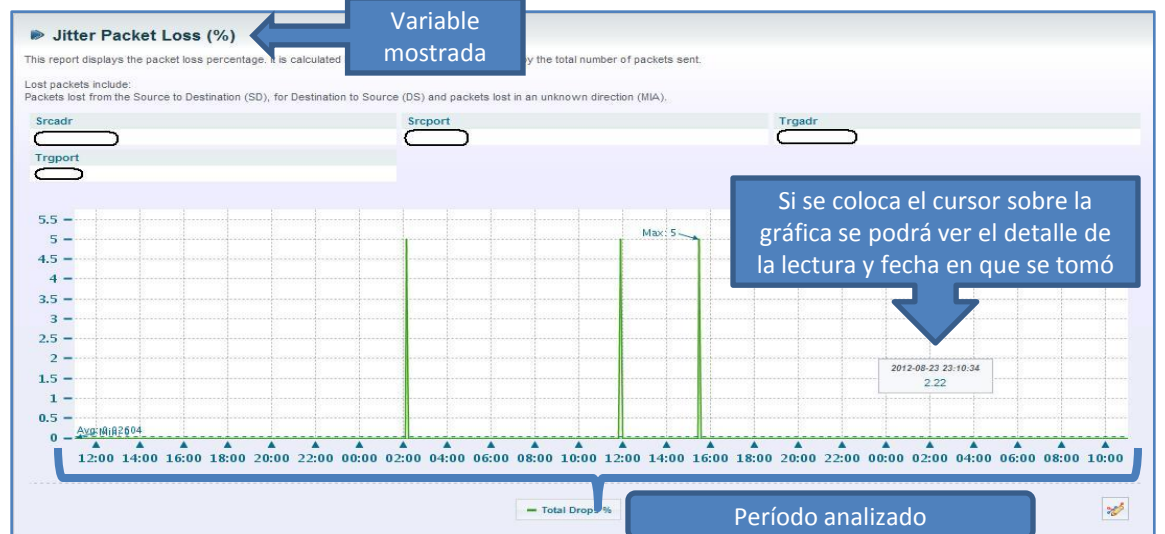 Jitter Packet Loss (%)
Variable
mostrada
This report displays the packet loss percentage. It is calculated
by the total number of packets sent.
Lost packets include:
Packets lost from the Source to Destination (SD), for Destination to Source (DS) and packets lost in an unknown direction (MIA).
Srcadr Srcport Trgadr
Trgport
Si se coloca el cursor sobre la
gráfica se podrá ver el detalle de
la lectura y fecha en que se tomó
5.5
5
4.5
4
3.5
3
2.5
2
1.5
1
0.5
0
Max: 5
2012-08-23 23:10:34
2.22
Avg: 0.02604
Min: 0
12:00 14:00 16:00 18:00 20:00 22:00 00:00 02:00 04:00 06:00 08:00 10:00 12:00 14:00 16:00 18:00 20:00 22:00 00:00 02:00 04:00 06:00 08:00 10:00
Total Drops %
Período analizado